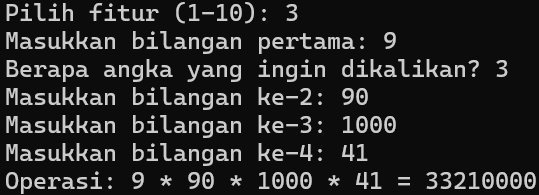 Pilih fitur (1-10): 3
Masukkan bilangan pertama: 9
Berapa angka yang ingin dikalikan? 3
Masukkan bilangan ke-2: 90
Masukkan bilangan ke-3: 1000
Masukkan bilangan ke-4: 41
Operasi: 9 * 90 * 1000 * 41 = 33210000